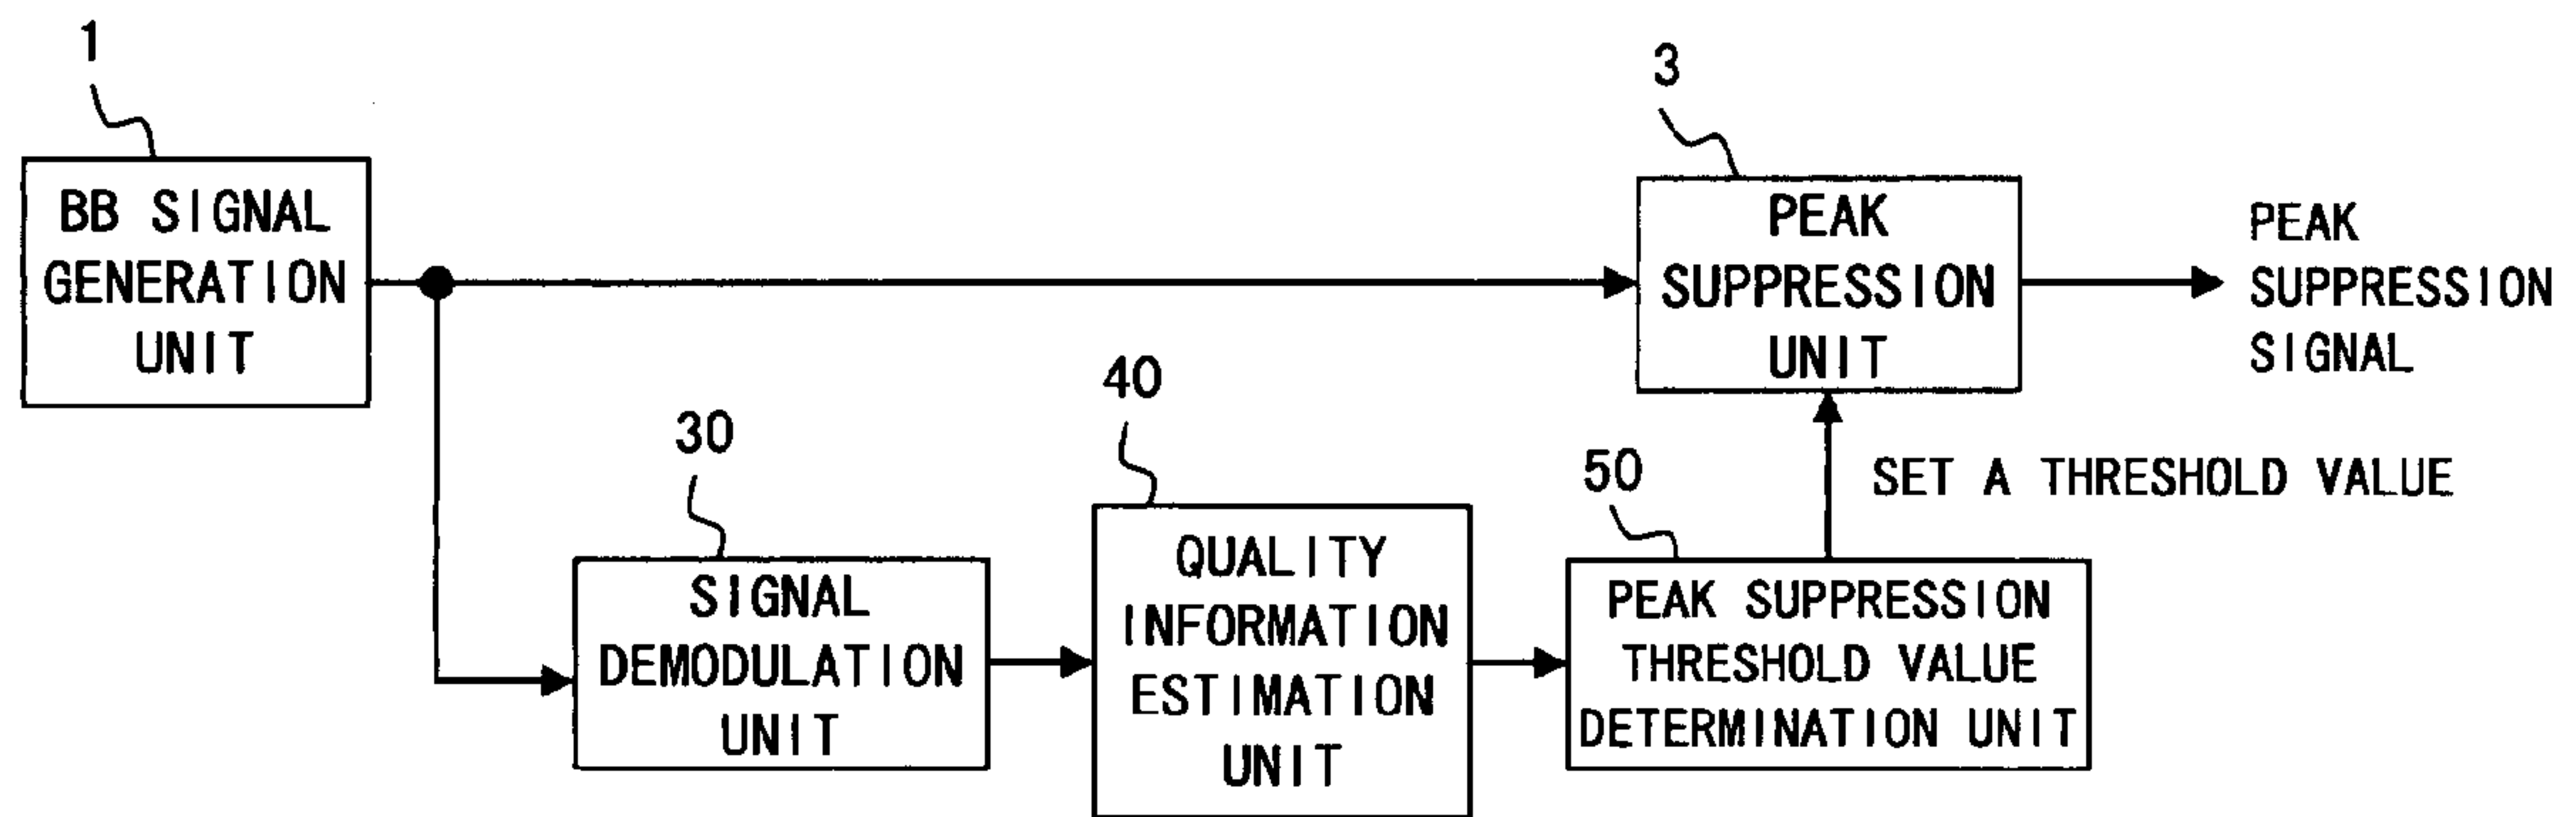 1
BB SIGNAL
GENERATION
UNIT
3
PEAK
SUPPRESSION
UNIT
PEAK
SUPPRESSION
SIGNAL
30
SIGNAL
DEMODULATION
UNIT
40
QUALITY
INFORMATION
ESTIMATION
UNIT
50
PEAK SUPPRESSION
THRESHOLD VALUE
DETERMINATION UNIT
SET A THRESHOLD VALUE